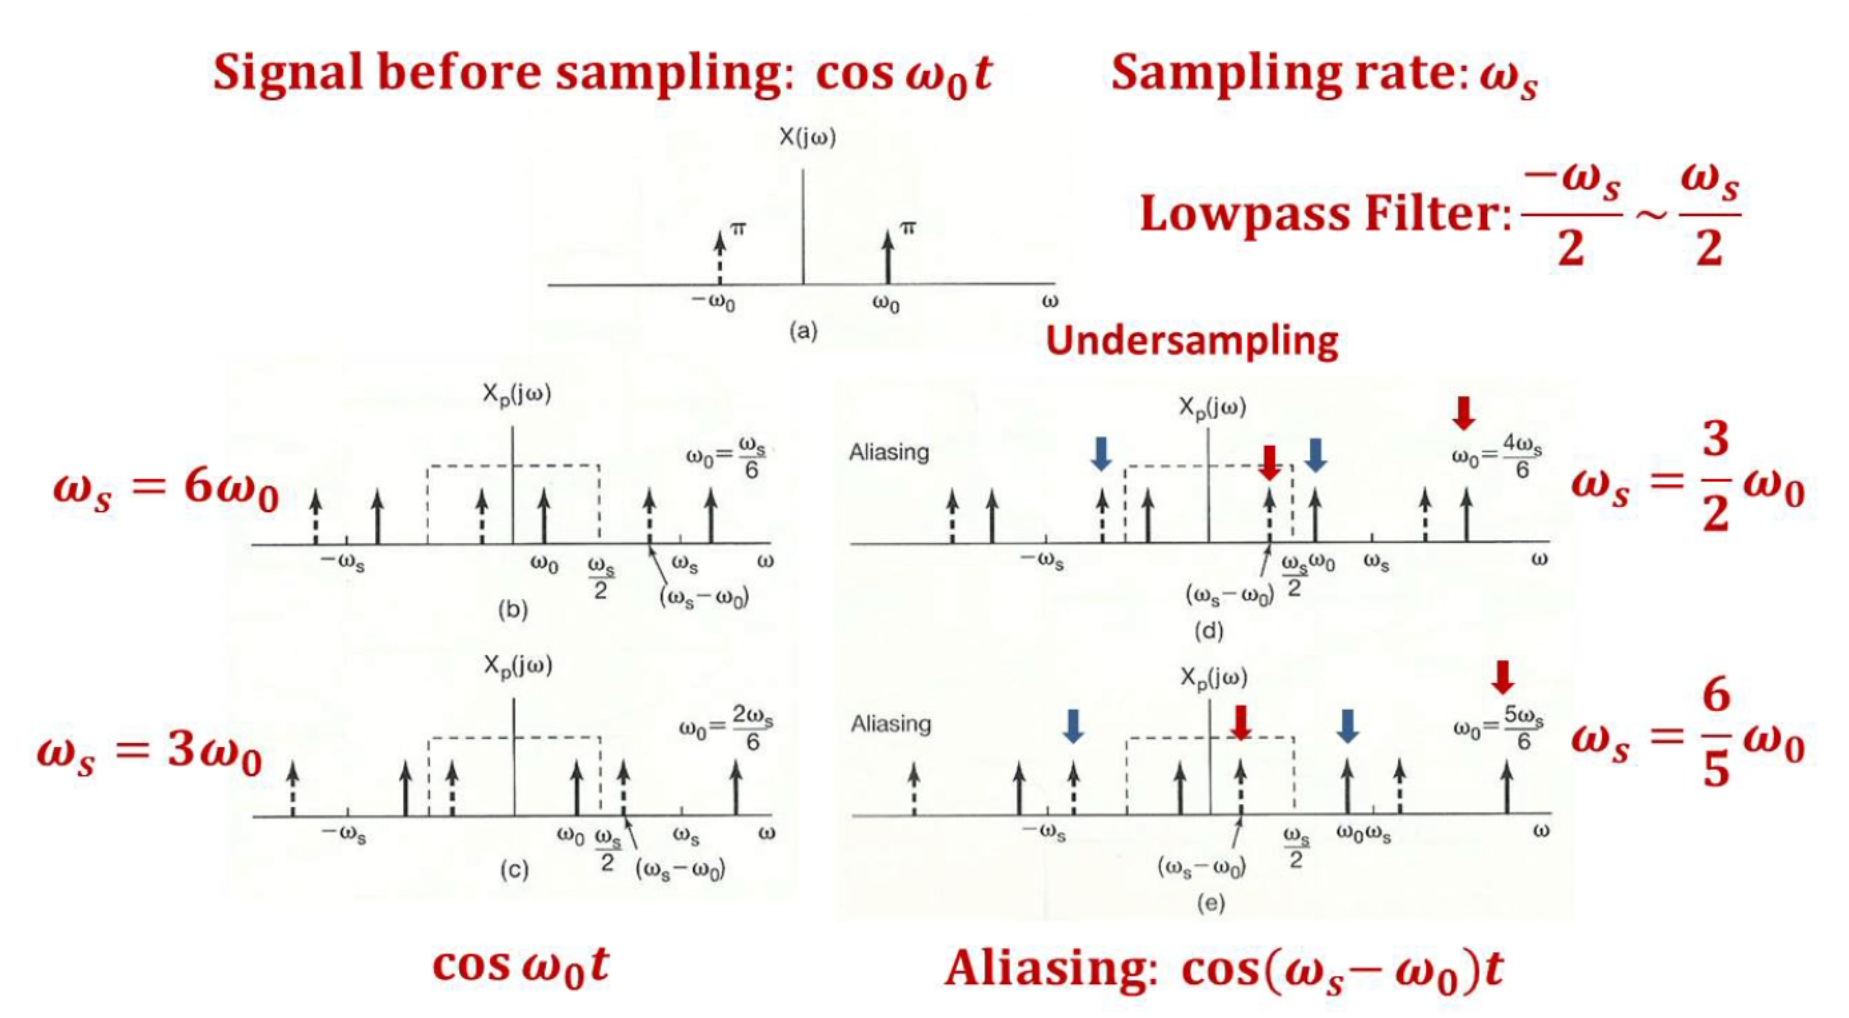 Signal before sampling: cos ω₀t
Sampling rate: ωₛ
X(jω)
Lowpass Filter: −ωₛ/2 ~ ωₛ/2
π
π
−ω₀
ω₀
ω
(a)
Undersampling
Xₚ(jω)
ω₀=ωₛ/6
ωₛ = 6ω₀
−ωₛ
ω₀
ωₛ/2
ωₛ
ω
(ωₛ−ω₀)
(b)
Xₚ(jω)
Aliasing
ω₀=4ωₛ/6
ωₛ = 3/2 ω₀
−ωₛ
ωₛ/2
ω₀
ωₛ
ω
(ωₛ−ω₀)
(d)
Xₚ(jω)
ω₀=2ωₛ/6
ωₛ = 3ω₀
−ωₛ
ω₀
ωₛ/2
ωₛ
ω
(ωₛ−ω₀)
(c)
Xₚ(jω)
Aliasing
ω₀=5ωₛ/6
ωₛ = 6/5 ω₀
−ωₛ
ωₛ/2
ω₀
ωₛ
ω
(ωₛ−ω₀)
(e)
cos ω₀t
Aliasing: cos(ωₛ− ω₀)t